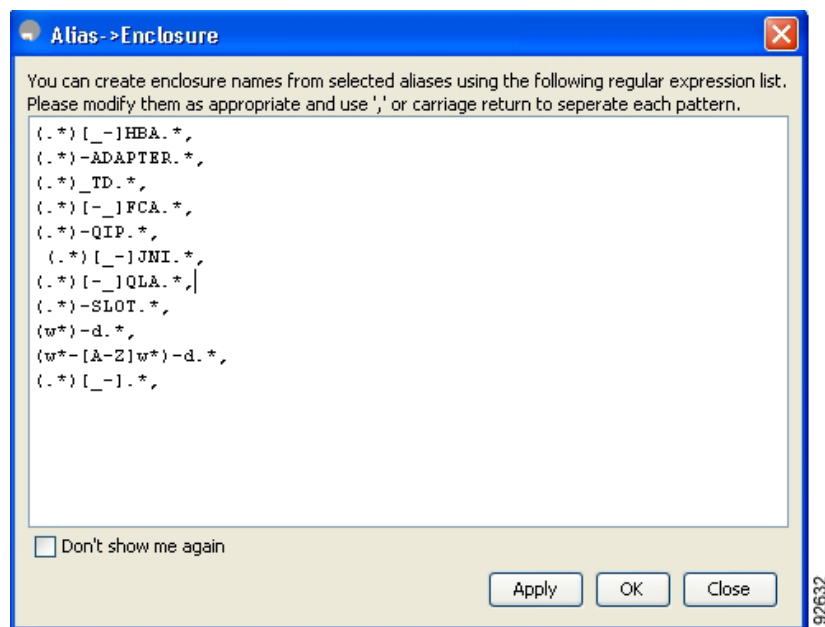 Alias->Enclosure
You can create enclosure names from selected aliases using the following regular expression list.
Please modify them as appropriate and use ',' or carriage return to seperate each pattern.
(.*)[_-]HBA.*,
(.*)-ADAPTER.*,
(.*)_TD.*,
(.*)[-_]FCA.*,
(.*)-QIP.*,
 (.*)[_-]JNI.*,
(.*)[-_]QLA.*,
(.*)-SLOT.*,
(w*)-d.*,
(w*-[A-Z]w*)-d.*,
(.*)[_-].*,
Don't show me again
Apply OK Close
92632